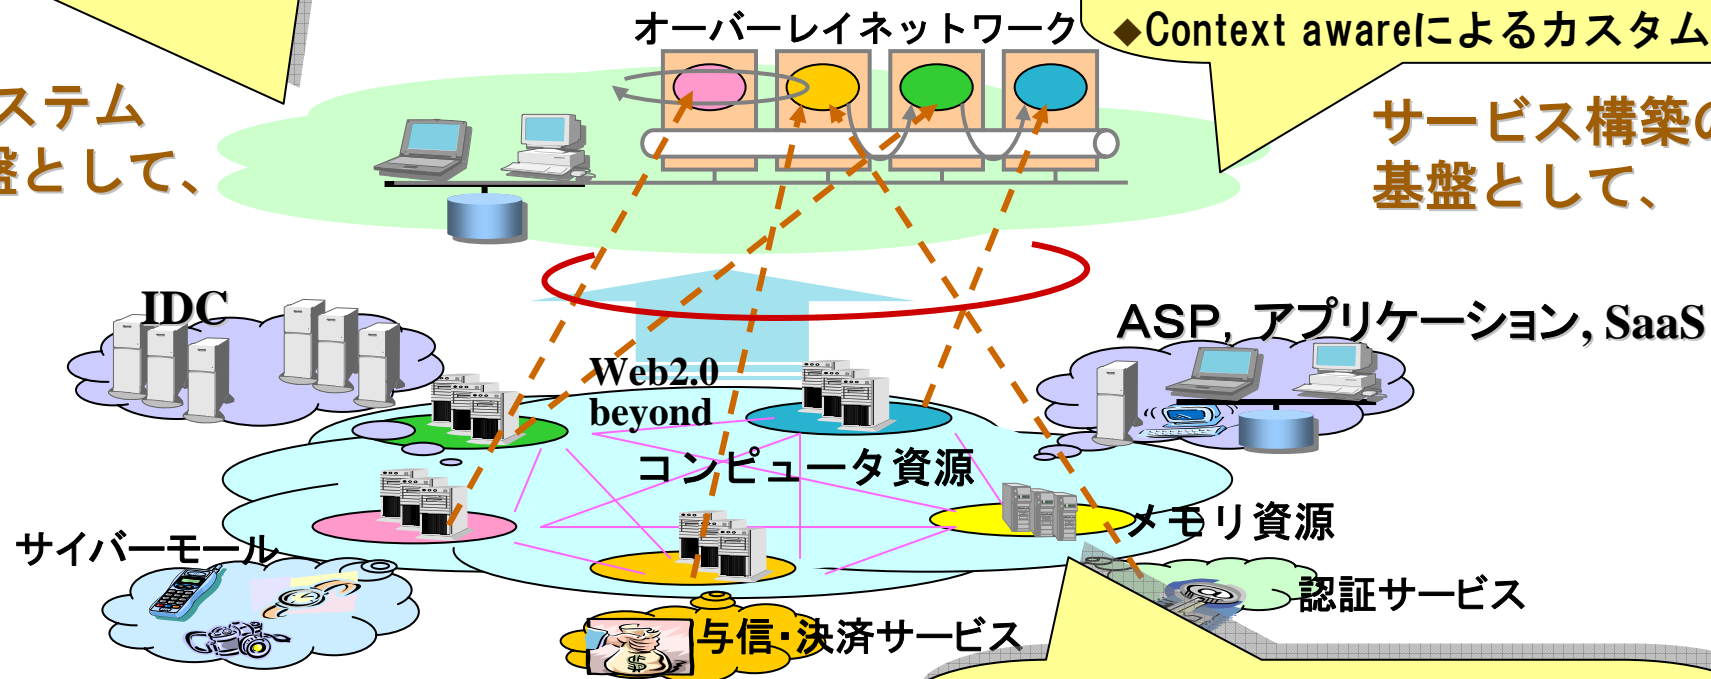 オーバーレイネットワーク
◆Context awareによるカスタム
ステム
盤として、
サービス構築の
基盤として、
IDC
ASP, アプリケーション, SaaS
Web2.0
beyond
コンピュータ資源
メモリ資源
サイバーモール
認証サービス
与信・決済サービス